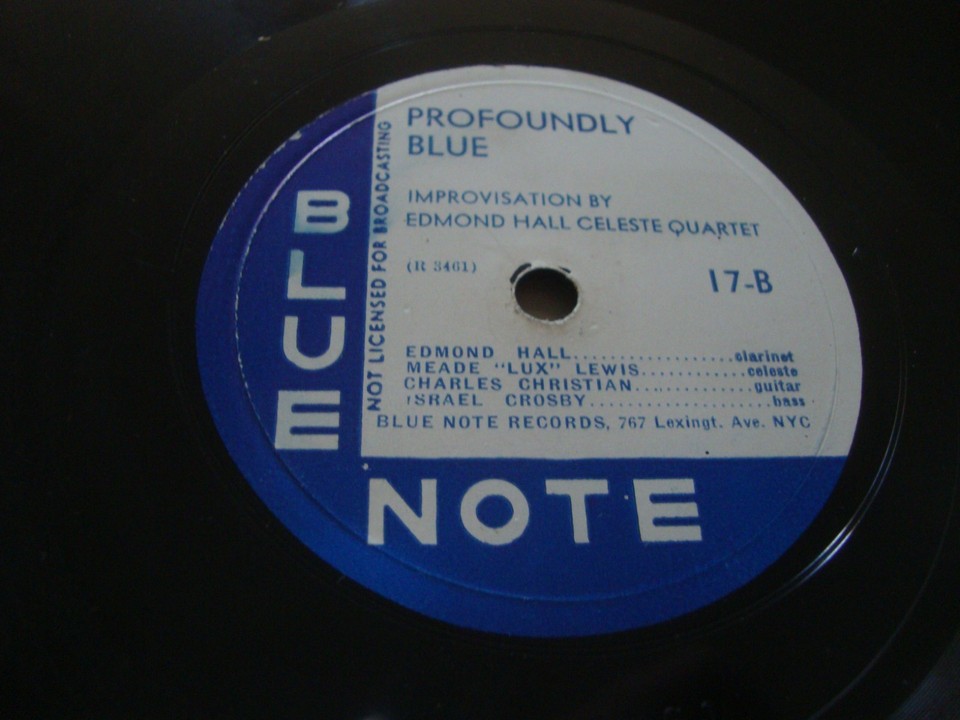 PROFOUNDLY
BLUE
IMPROVISATION BY
EDMOND HALL CELESTE QUARTET
(R 3461)
17-B
EDMOND HALL..................clarinet
MEADE "LUX" LEWIS............celeste
CHARLES CHRISTIAN.............guitar
ISRAEL CROSBY....................bass
BLUE NOTE RECORDS, 767 Lexingt. Ave. NYC
NOT LICENSED FOR BROADCASTING
BLUE
NOTE